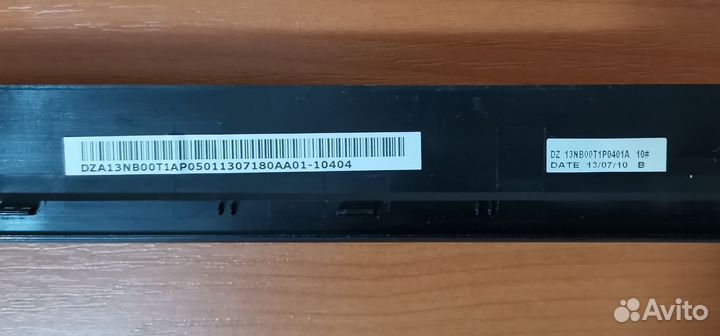 DZA13NB00T1AP05011307180AA01-10404
DZ 13NB00T1P0401A 10#
DATE 13/07/10 B
Avito